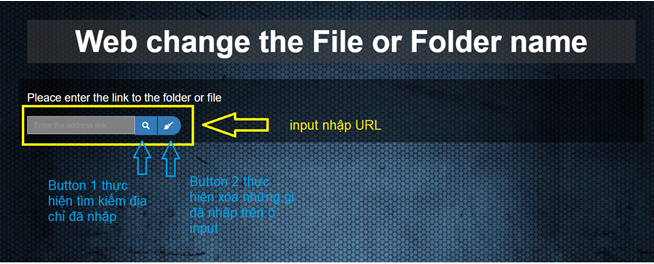 Web change the File or Folder name
Pleace enter the link to the folder or file
Enter the address link
input nhập URL
Button 1 thực
hiện tìm kiếm địa
chỉ đã nhập
Button 2 thực
hiện xóa những gì
đã nhập trên ô
input